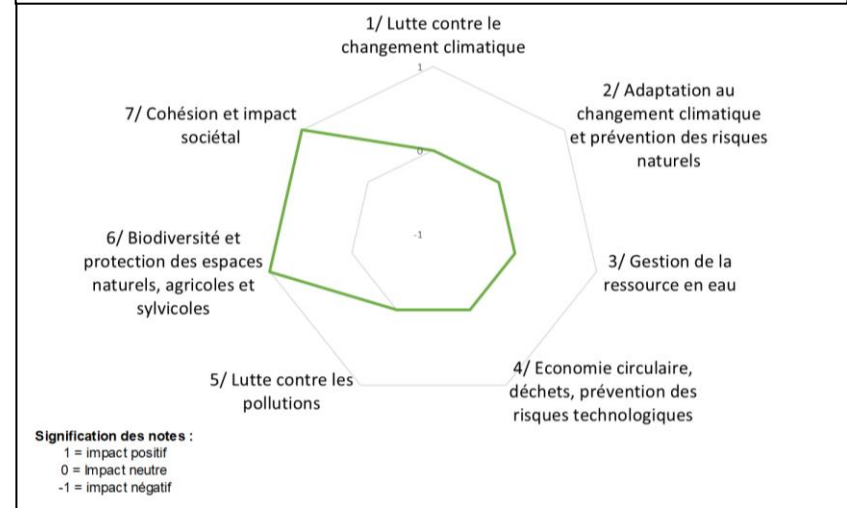 1/ Lutte contre le
changement climatique
1
2/ Adaptation au
changement climatique
et prévention des risques
naturels
7/ Cohésion et impact
sociétal
0
-1
3/ Gestion de la
ressource en eau
6/ Biodiversité et
protection des espaces
naturels, agricoles et
sylvicoles
4/ Economie circulaire,
déchets, prévention des
risques technologiques
5/ Lutte contre les
pollutions
Signification des notes :
1 = impact positif
0 = Impact neutre
-1 = impact négatif